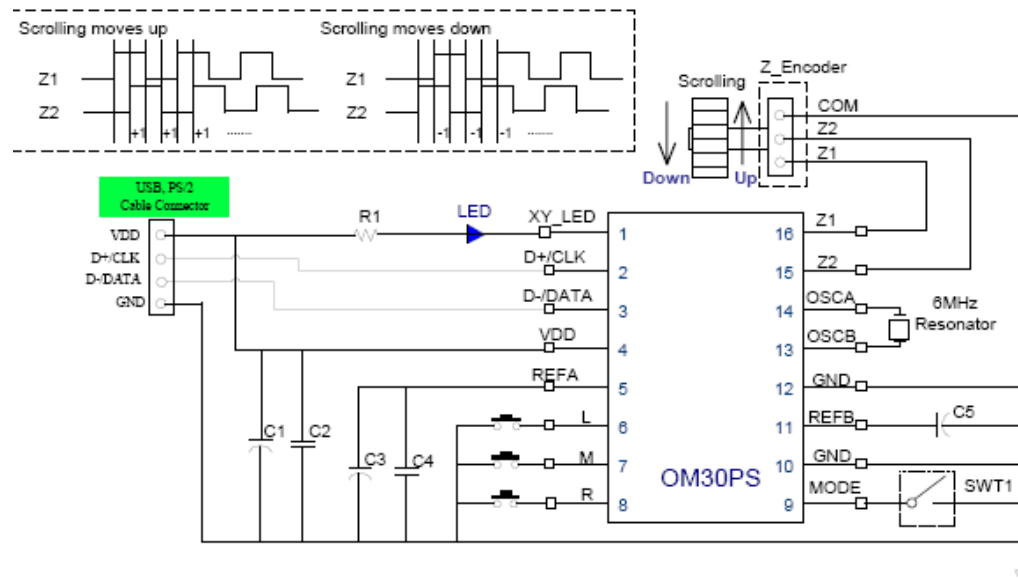 Scrolling moves up
Scrolling moves down
Z1
Z2
+1 +1 +1 .......
Z1
Z2
-1 -1 -1 .......
Z_Encoder
Scrolling
COM
Z2
Z1
Down
Up
USB, PS/2
Cable Connector
VDD
D+/CLK
D-/DATA
GND
R1
LED
XY_LED
D+/CLK
D-/DATA
VDD
REFA
L
M
R
C1
C2
C3
C4
1
2
3
4
5
6
7
8
OM30PS
16
15
14
13
12
11
10
9
Z1
Z2
OSCA
OSCB
GND
REFB
GND
MODE
6MHz
Resonator
C5
SWT1